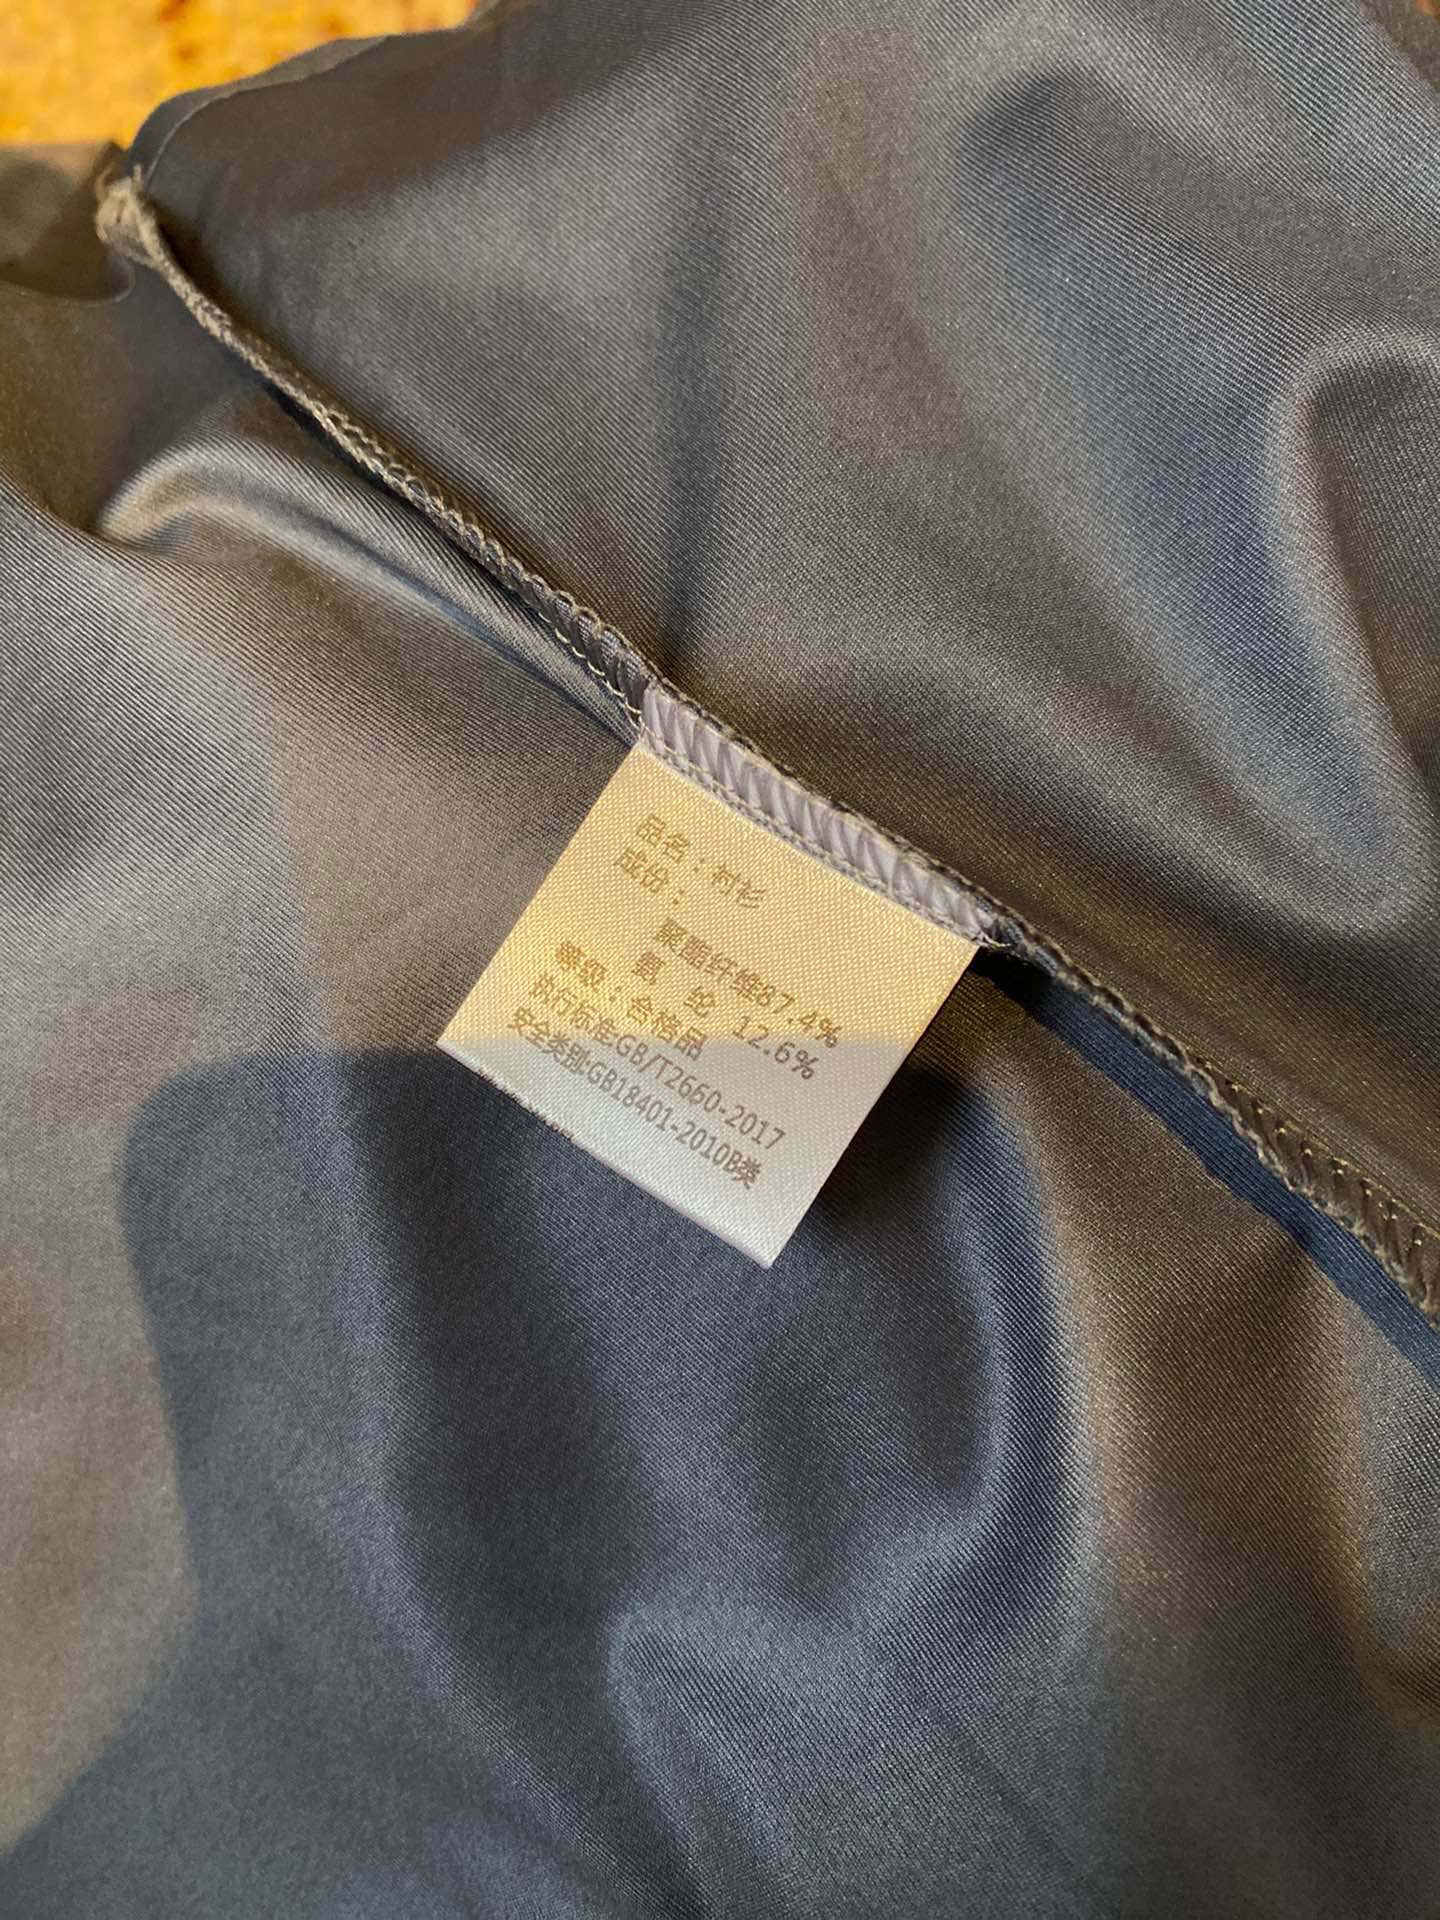 品名：衬衫
成份：
聚酯纤维87.4%
氨 纶 12.6%
等级：合格品
执行标准:GB/T2660-2017
安全类别:GB18401-2010B类